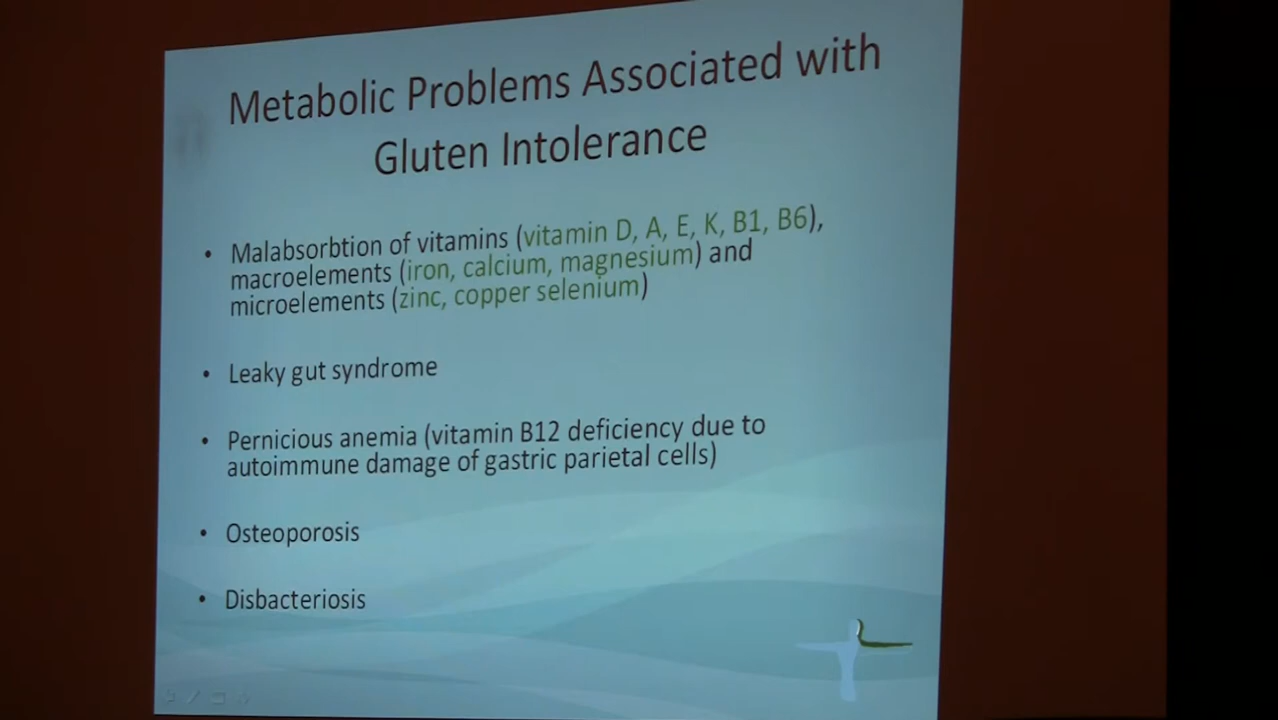 Metabolic Problems Associated with
Gluten Intolerance
• Malabsorbtion of vitamins (vitamin D, A, E, K, B1, B6),
macroelements (iron, calcium, magnesium) and
microelements (zinc, copper selenium)
• Leaky gut syndrome
• Pernicious anemia (vitamin B12 deficiency due to
autoimmune damage of gastric parietal cells)
• Osteoporosis
• Disbacteriosis